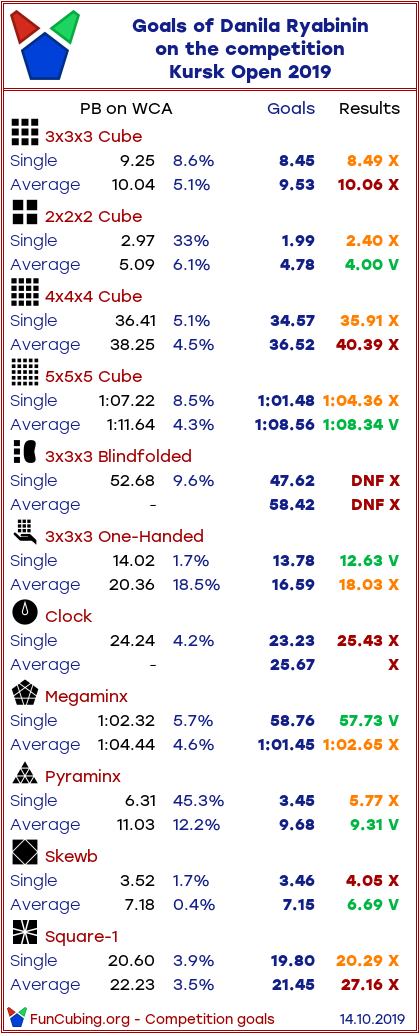 Goals of Danila Ryabinin
on the competition
Kursk Open 2019
PB on WCA Goals Results
3x3x3 Cube
Single 9.25 8.6% 8.45 8.49 X
Average 10.04 5.1% 9.53 10.06 X
2x2x2 Cube
Single 2.97 33% 1.99 2.40 X
Average 5.09 6.1% 4.78 4.00 V
4x4x4 Cube
Single 36.41 5.1% 34.57 35.91 X
Average 38.25 4.5% 36.52 40.39 X
5x5x5 Cube
Single 1:07.22 8.5% 1:01.48 1:04.36 X
Average 1:11.64 4.3% 1:08.56 1:08.34 V
3x3x3 Blindfolded
Single 52.68 9.6% 47.62 DNF X
Average - 58.42 DNF X
3x3x3 One-Handed
Single 14.02 1.7% 13.78 12.63 V
Average 20.36 18.5% 16.59 18.03 X
Clock
Single 24.24 4.2% 23.23 25.43 X
Average - 25.67 X
Megaminx
Single 1:02.32 5.7% 58.76 57.73 V
Average 1:04.44 4.6% 1:01.45 1:02.65 X
Pyraminx
Single 6.31 45.3% 3.45 5.77 X
Average 11.03 12.2% 9.68 9.31 V
Skewb
Single 3.52 1.7% 3.46 4.05 X
Average 7.18 0.4% 7.15 6.69 V
Square-1
Single 20.60 3.9% 19.80 20.29 X
Average 22.23 3.5% 21.45 27.16 X
FunCubing.org - Competition goals 14.10.2019